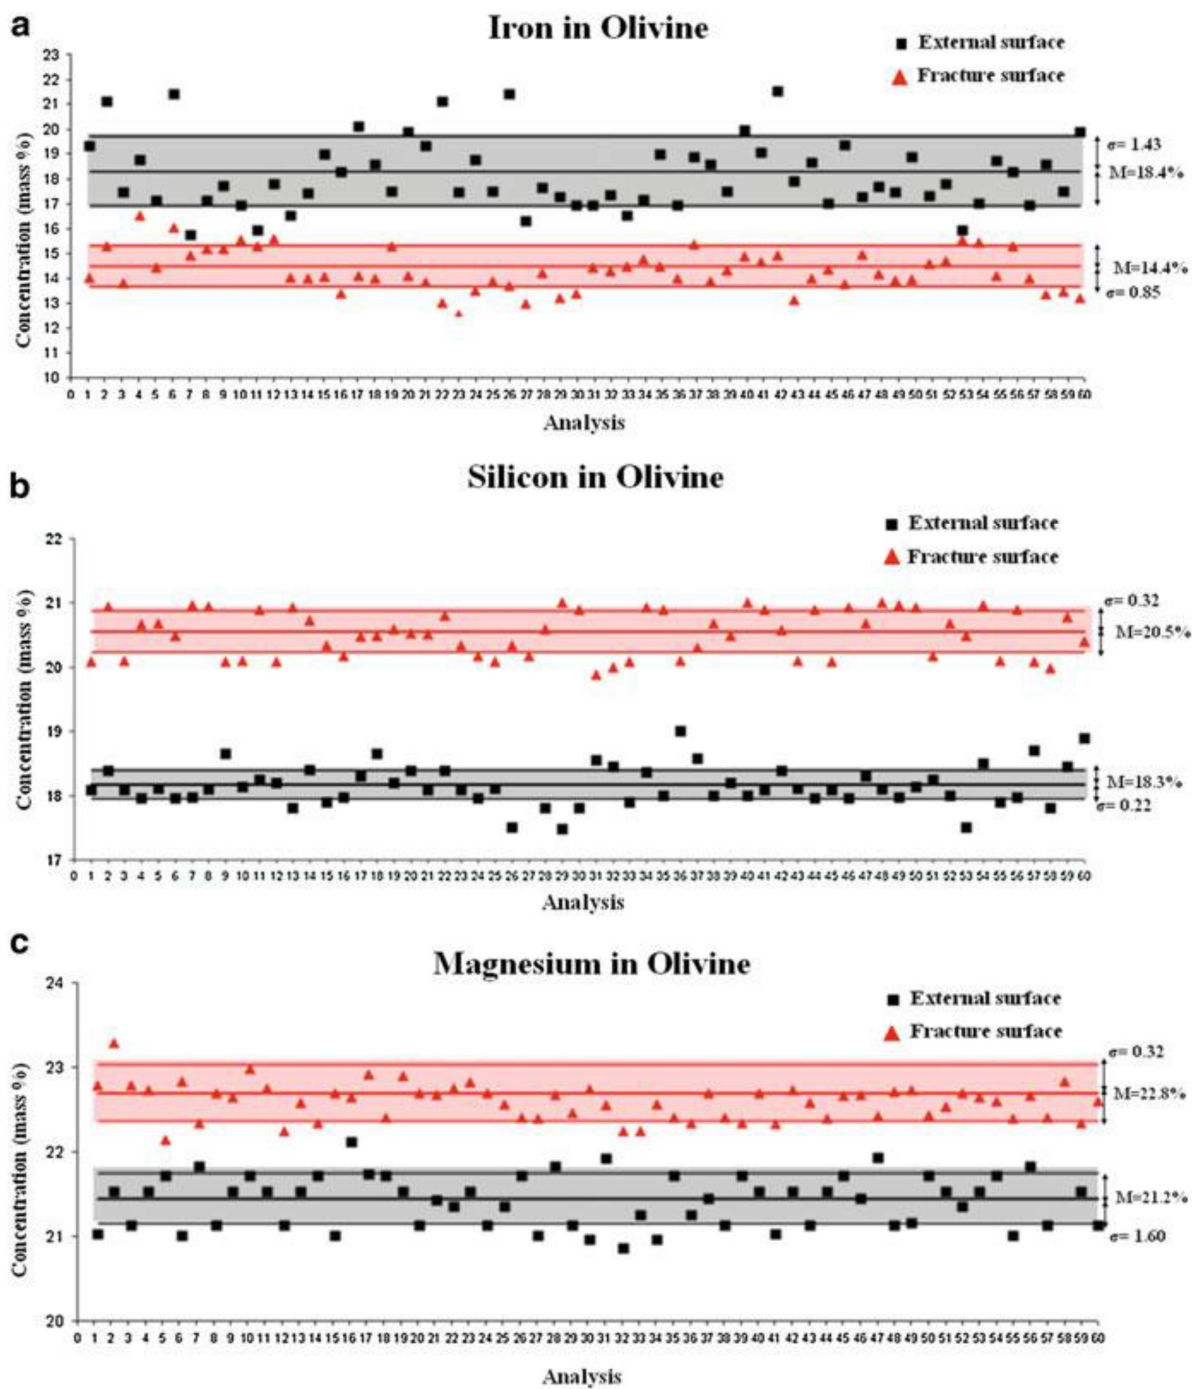 a
Iron in Olivine
External surface
Fracture surface
Concentration (mass %)
23
22
21
20
19
18
17
16
15
14
13
12
11
10
σ= 1.43
M=18.4%
M=14.4%
σ= 0.85
0 1 2 3 4 5 6 7 8 9 10 11 12 13 14 15 16 17 18 19 20 21 22 23 24 25 26 27 28 29 30 31 32 33 34 35 36 37 38 39 40 41 42 43 44 45 46 47 48 49 50 51 52 53 54 55 56 57 58 59 60
Analysis
b
Silicon in Olivine
External surface
Fracture surface
Concentration (mass %)
22
21
20
19
18
17
σ= 0.32
M=20.5%
M=18.3%
σ= 0.22
0 1 2 3 4 5 6 7 8 9 10 11 12 13 14 15 16 17 18 19 20 21 22 23 24 25 26 27 28 29 30 31 32 33 34 35 36 37 38 39 40 41 42 43 44 45 46 47 48 49 50 51 52 53 54 55 56 57 58 59 60
Analysis
c
Magnesium in Olivine
External surface
Fracture surface
Concentration (mass %)
24
23
22
21
20
σ= 0.32
M=22.8%
M=21.2%
σ= 1.60
0 1 2 3 4 5 6 7 8 9 10 11 12 13 14 15 16 17 18 19 20 21 22 23 24 25 26 27 28 29 30 31 32 33 34 35 36 37 38 39 40 41 42 43 44 45 46 47 48 49 50 51 52 53 54 55 56 57 58 59 60
Analysis